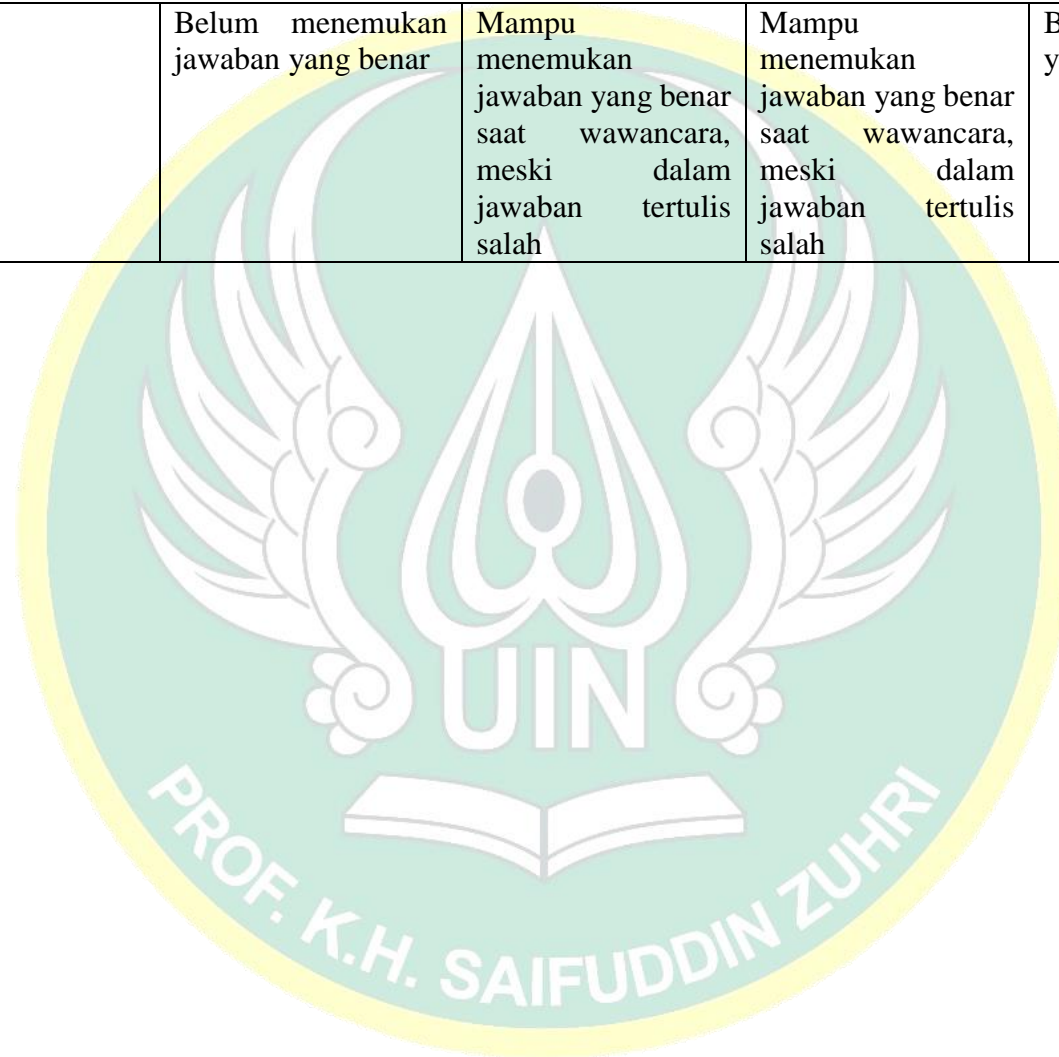 Belum menemukan
jawaban yang benar
Mampu
menemukan
jawaban yang benar
saat wawancara,
meski dalam
jawaban tertulis
salah
Mampu
menemukan
jawaban yang benar
saat wawancara,
meski dalam
jawaban tertulis
salah
UIN
PROF. K.H. SAIFUDDIN ZUHRI